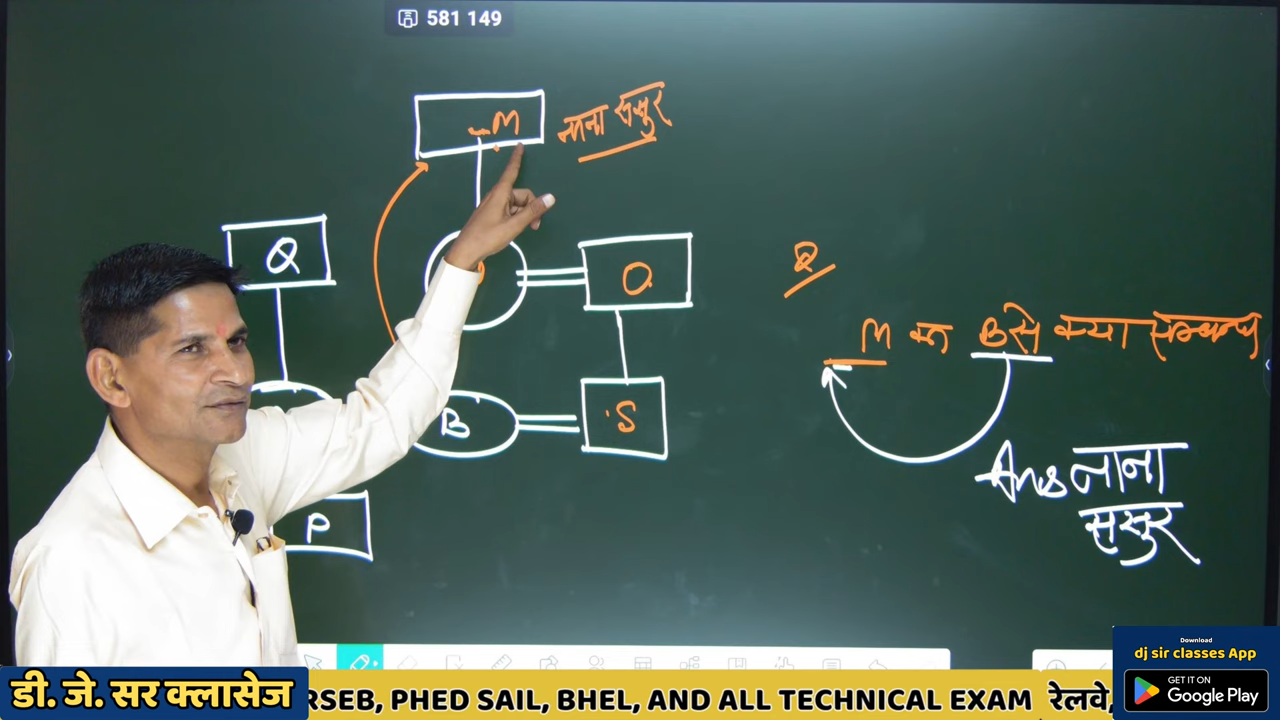 581 149
M नाना ससुर
Q
O
Q
M का B से क्या सम्बन्ध
B
S
Ans नाना
ससुर
P
Download
dj sir classes App
GET IT ON
Google Play
डी. जे. सर क्लासेज
RSEB, PHED SAIL, BHEL, AND ALL TECHNICAL EXAM रेलवे,